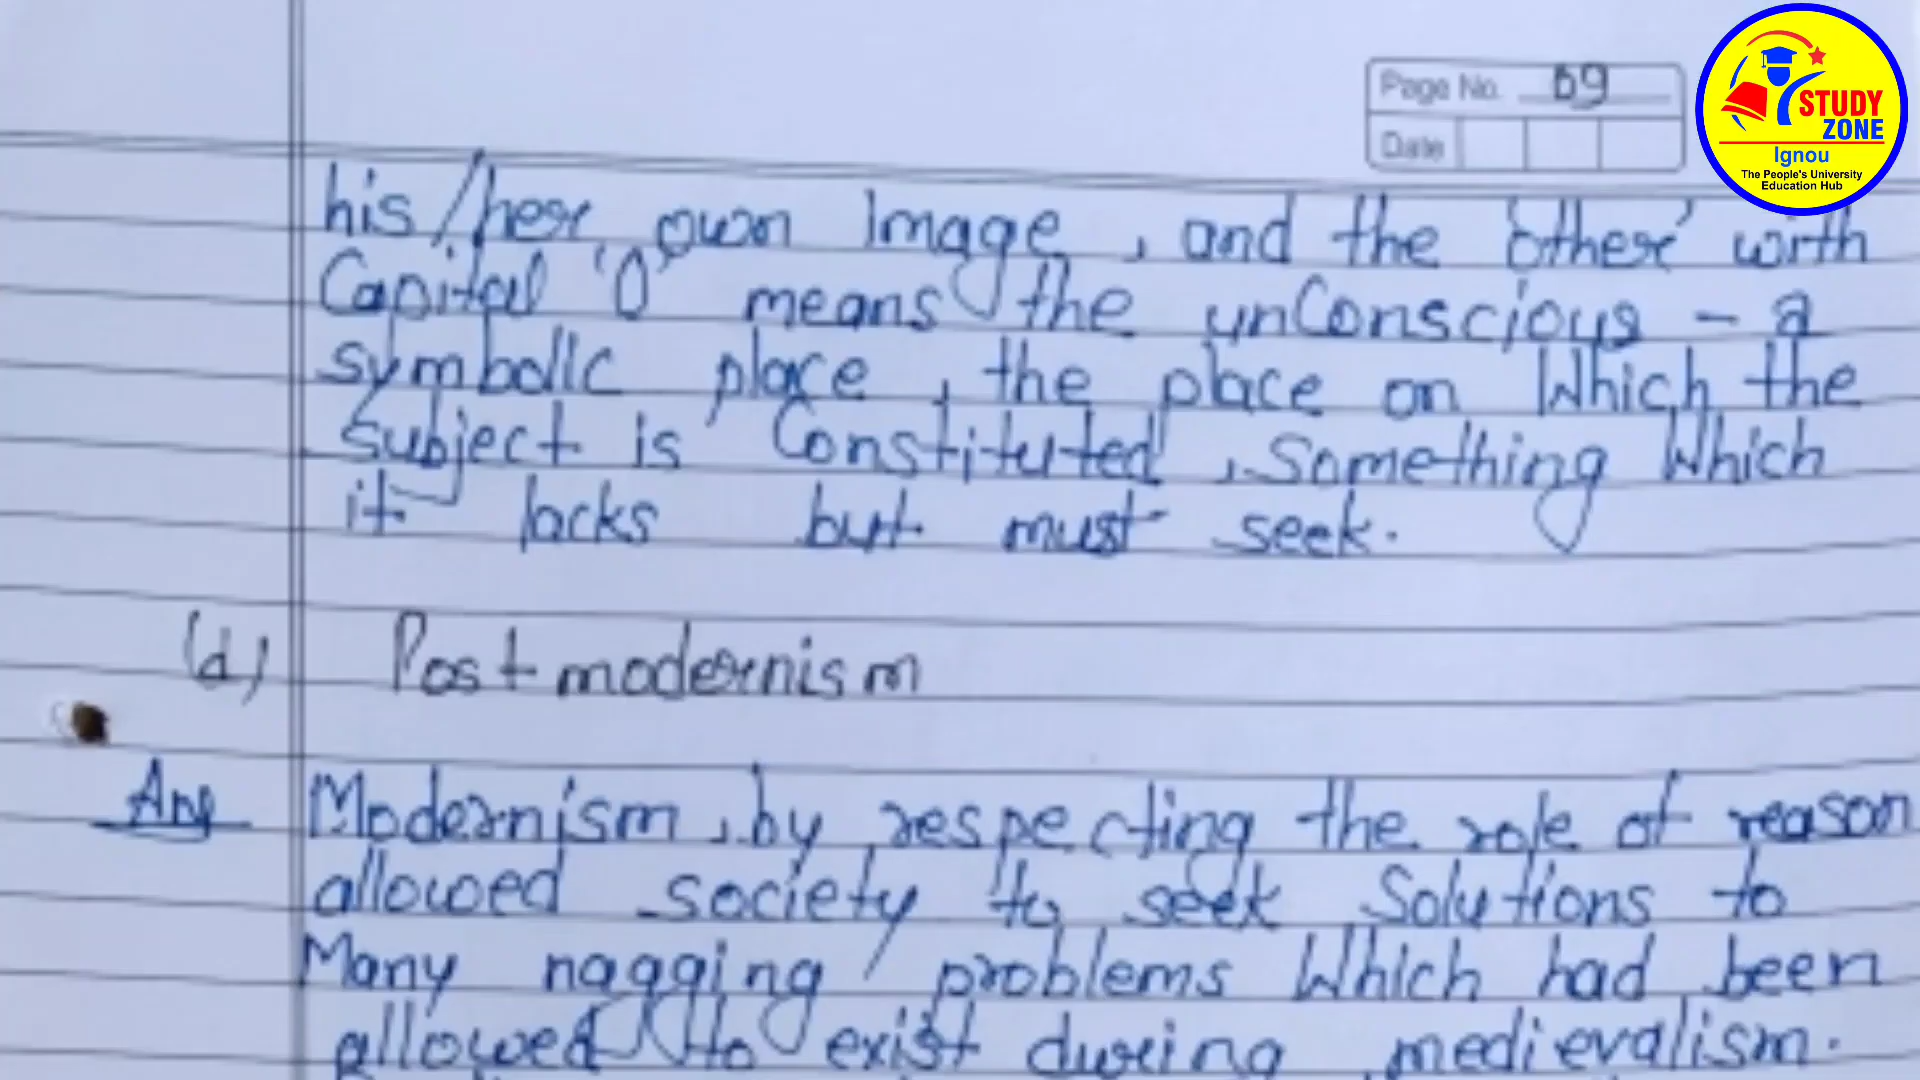 Page No. 09
Date
STUDY
ZONE
Ignou
The People's University
Education Hub
his/her own Image, and the 'other' with
Capital 'O' means the unConscious - a
symbolic place, the place on Which the
subject is Constituted, Something Which
it lacks but must seek.
(d) Postmodernism
Ans Modernism, by respecting the role of reason
allowed society to seek Solutions to
Many nagging problems Which had been
allowed to exist during medievalism.